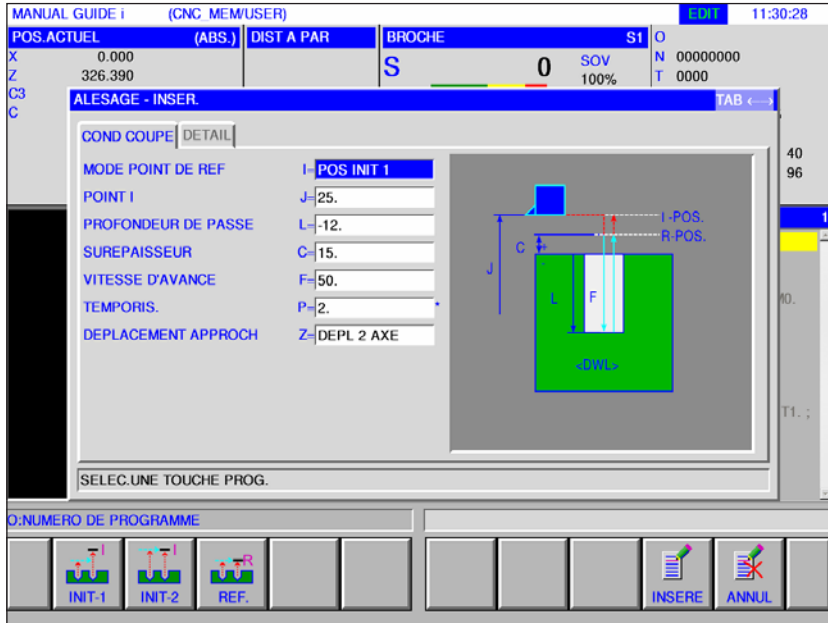 MANUAL GUIDE i (CNC_MEM/USER) EDIT 11:30:28
POS.ACTUEL (ABS.) DIST A PAR BROCHE S1 O
X 0.000 S 0 SOV N 00000000
Z 326.390 100% T 0000
C3
C
ALESAGE - INSER. TAB ←→
COND COUPE DETAIL
40
96
MODE POINT DE REF I= POS INIT 1
POINT I J= 25.
PROFONDEUR DE PASSE L= -12.
SUREPAISSEUR C= 15.
VITESSE D'AVANCE F= 50.
TEMPORIS. P= 2. *
DEPLACEMENT APPROCH Z= DEPL 2 AXE
I -POS.
R-POS.
C +
-
J
L F
<DWL>
1
M0.
T1. ;
SELEC.UNE TOUCHE PROG.
O:NUMERO DE PROGRAMME
I I R
INIT-1 INIT-2 REF. INSERE ANNUL